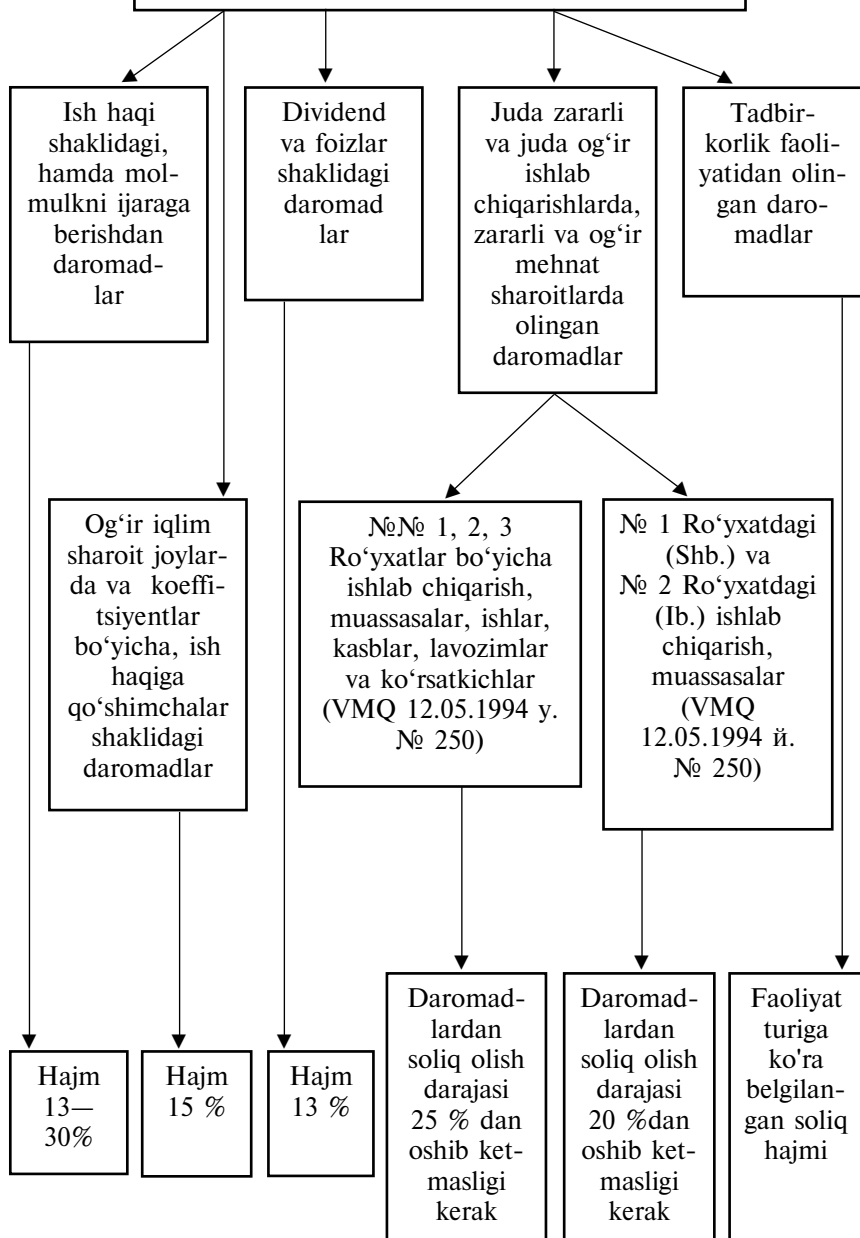 Ish haqi
shaklidagi,
hamda mol-
mulkni ijaraga
berishdan
daromad-
lar
Dividend
va foizlar
shaklidagi
daromad
lar
Juda zararli
va juda og‘ir
ishlab
chiqarishlarda,
zararli va og‘ir
mehnat
sharoitlarda
olingan
daromadlar
Tadbir-
korlik faoli-
yatidan olin-
gan daro-
madlar
Og‘ir iqlim
sharoit joylar-
da va koeffi-
tsiyentlar
bo‘yicha, ish
haqiga
qo‘shimchalar
shaklidagi
daromadlar
№№ 1, 2, 3
Ro‘yxatlar bo‘yicha
ishlab chiqarish,
muassasalar, ishlar,
kasblar, lavozimlar
va ko‘rsatkichlar
(VMQ 12.05.1994 y.
№ 250)
№ 1 Ro‘yxatdagi
(Shb.) va
№ 2 Ro‘yxatdagi
(Ib.) ishlab
chiqarish,
muassasalar
(VMQ
12.05.1994 й.
№ 250)
Hajm
13—
30%
Hajm
15 %
Hajm
13 %
Daromad-
lardan
soliq olish
darajasi
25 % dan
oshib ket-
masligi
kerak
Daromad-
lardan
soliq olish
darajasi
20 %dan
oshib ket-
masligi
kerak
Faoliyat
turiga
ko'ra
belgilan-
gan soliq
hajmi